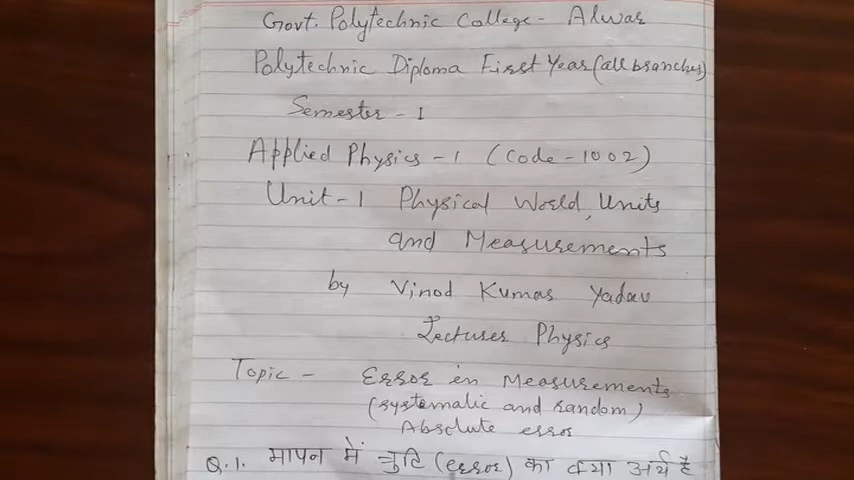 Govt. Polytechnic College - Alwar
Polytechnic Diploma First Year (all branches)
Semester - I
Applied Physics - I (Code - 1002)
Unit - 1 Physical World, Units
and Measurements
by Vinod Kumar Yadav
Lecturer Physics
Topic - Error in Measurements
(systematic and random)
Absolute error
Q.1. मापन में त्रुटि (error) का क्या अर्थ है